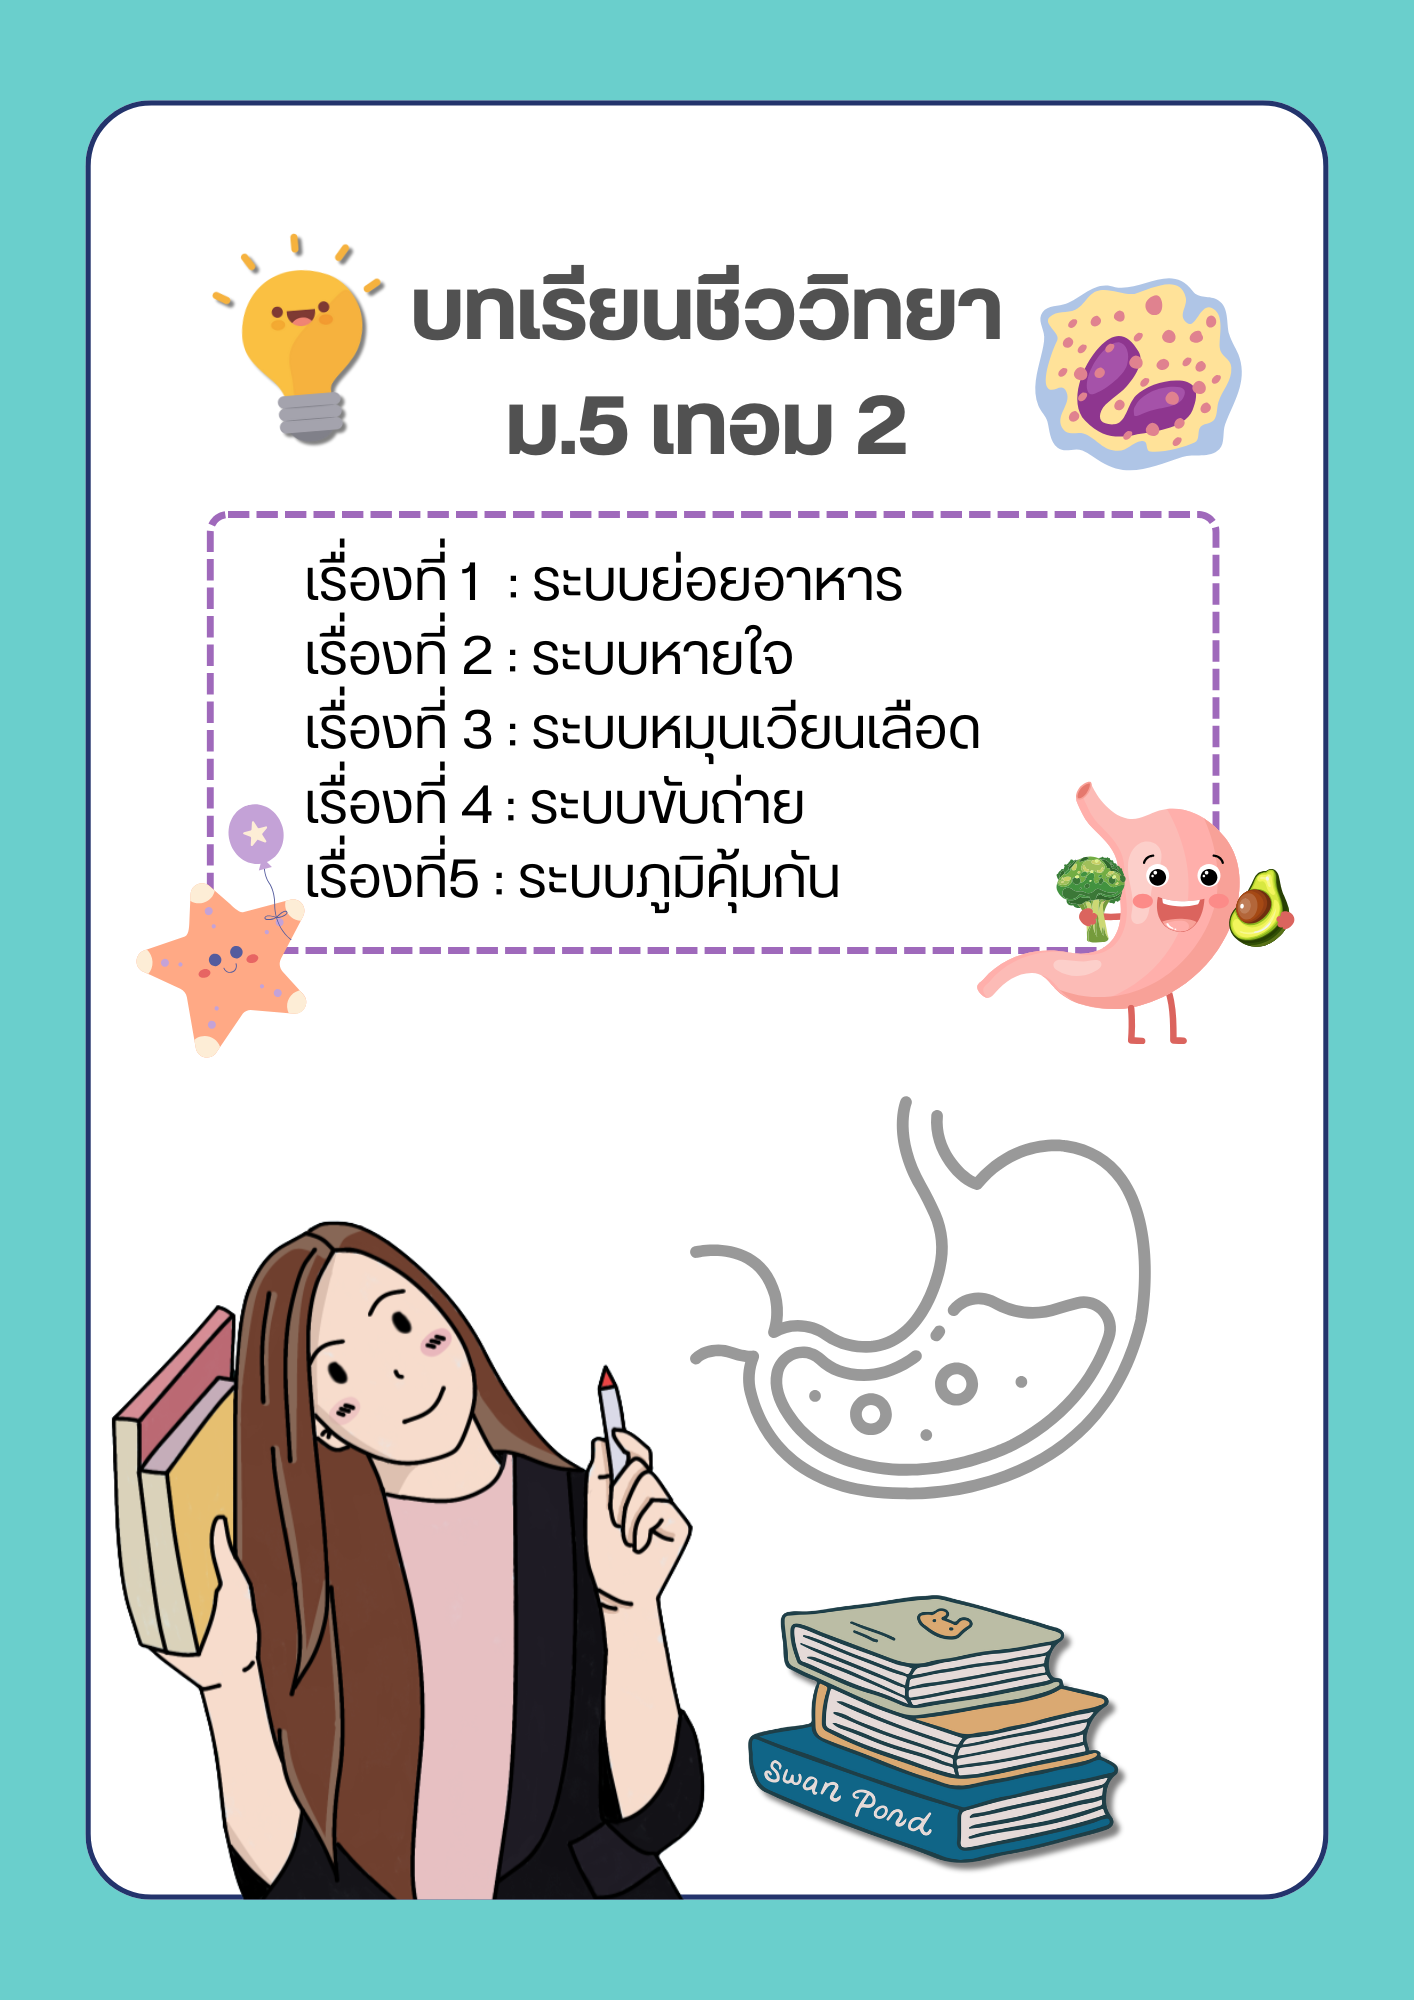 บทเรียนชีววิทยา
ม.5 เทอม 2
เรื่องที่ 1 : ระบบย่อยอาหาร
เรื่องที่ 2 : ระบบหายใจ
เรื่องที่ 3 : ระบบหมุนเวียนเลือด
เรื่องที่ 4 : ระบบขับถ่าย
เรื่องที่5 : ระบบภูมิคุ้มกัน
Swan Pond